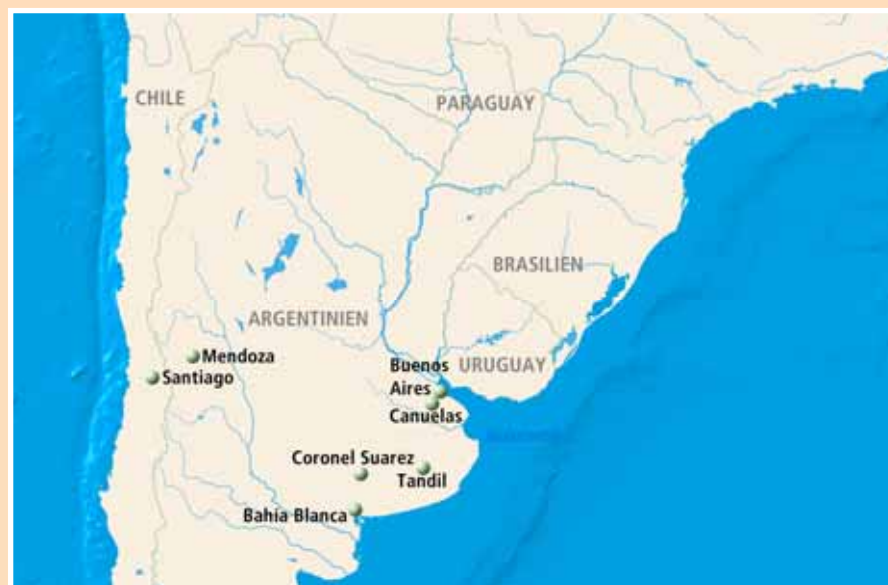 CHILE
PARAGUAY
BRASILIEN
ARGENTINIEN
Mendoza
Santiago
Buenos
Aires
URUGUAY
Canuelas
Coronel Suarez
Tandil
Bahia Blanca